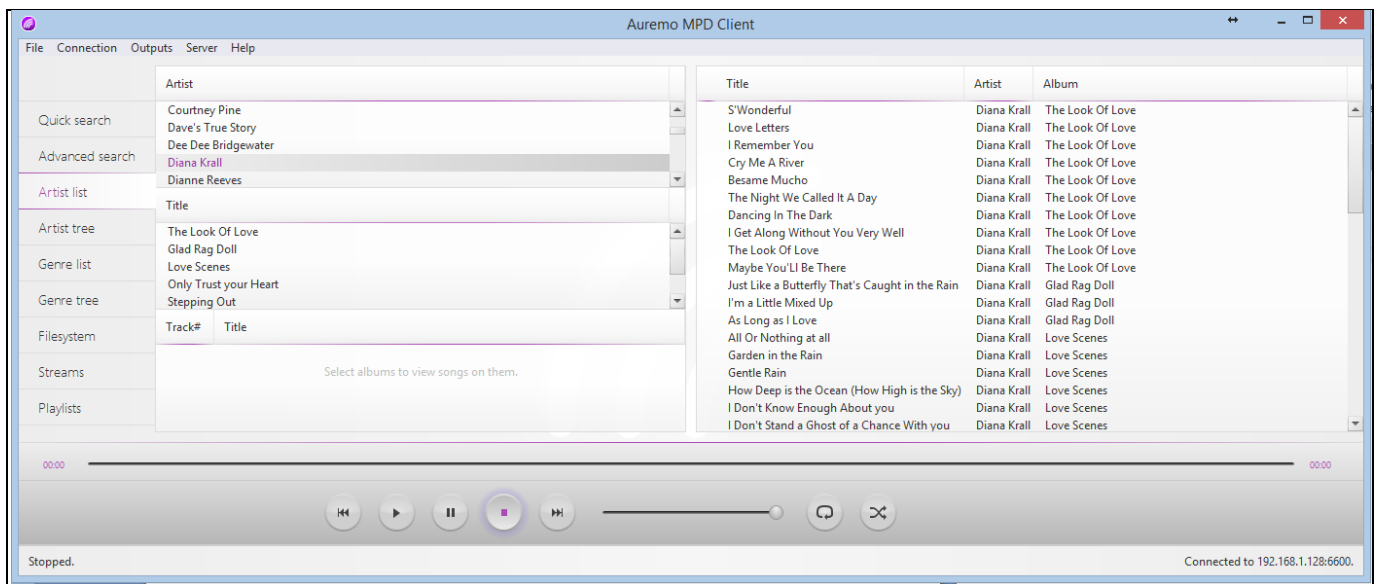 Auremo MPD Client
File Connection Outputs Server Help
Quick search
Advanced search
Artist list
Artist tree
Genre list
Genre tree
Filesystem
Streams
Playlists
Artist
Courtney Pine
Dave's True Story
Dee Dee Bridgewater
Diana Krall
Dianne Reeves
Title
The Look Of Love
Glad Rag Doll
Love Scenes
Only Trust your Heart
Stepping Out
Track# Title
Select albums to view songs on them.
Title Artist Album
S'Wonderful Diana Krall The Look Of Love
Love Letters Diana Krall The Look Of Love
I Remember You Diana Krall The Look Of Love
Cry Me A River Diana Krall The Look Of Love
Besame Mucho Diana Krall The Look Of Love
The Night We Called It A Day Diana Krall The Look Of Love
Dancing In The Dark Diana Krall The Look Of Love
I Get Along Without You Very Well Diana Krall The Look Of Love
The Look Of Love Diana Krall The Look Of Love
Maybe You'Ll Be There Diana Krall The Look Of Love
Just Like a Butterfly That's Caught in the Rain Diana Krall Glad Rag Doll
I'm a Little Mixed Up Diana Krall Glad Rag Doll
As Long as I Love Diana Krall Glad Rag Doll
All Or Nothing at all Diana Krall Love Scenes
Garden in the Rain Diana Krall Love Scenes
Gentle Rain Diana Krall Love Scenes
How Deep is the Ocean (How High is the Sky) Diana Krall Love Scenes
I Don't Know Enough About you Diana Krall Love Scenes
I Don't Stand a Ghost of a Chance With you Diana Krall Love Scenes
00:00 00:00
Stopped. Connected to 192.168.1.128:6600.